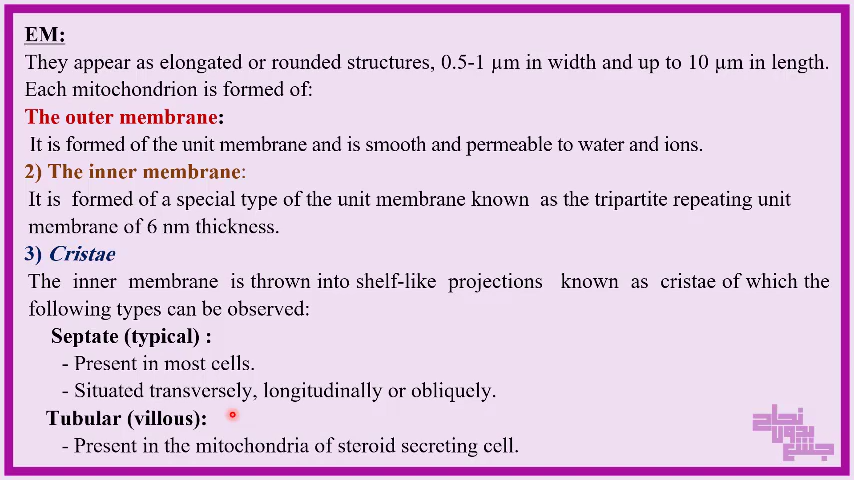 EM:
They appear as elongated or rounded structures, 0.5-1 µm in width and up to 10 µm in length.
Each mitochondrion is formed of:
The outer membrane:
It is formed of the unit membrane and is smooth and permeable to water and ions.
2) The inner membrane:
It is formed of a special type of the unit membrane known as the tripartite repeating unit
membrane of 6 nm thickness.
3) Cristae
The inner membrane is thrown into shelf-like projections known as cristae of which the
following types can be observed:
Septate (typical) :
- Present in most cells.
- Situated transversely, longitudinally or obliquely.
Tubular (villous):
- Present in the mitochondria of steroid secreting cell.
نجاح
بدون
جشع